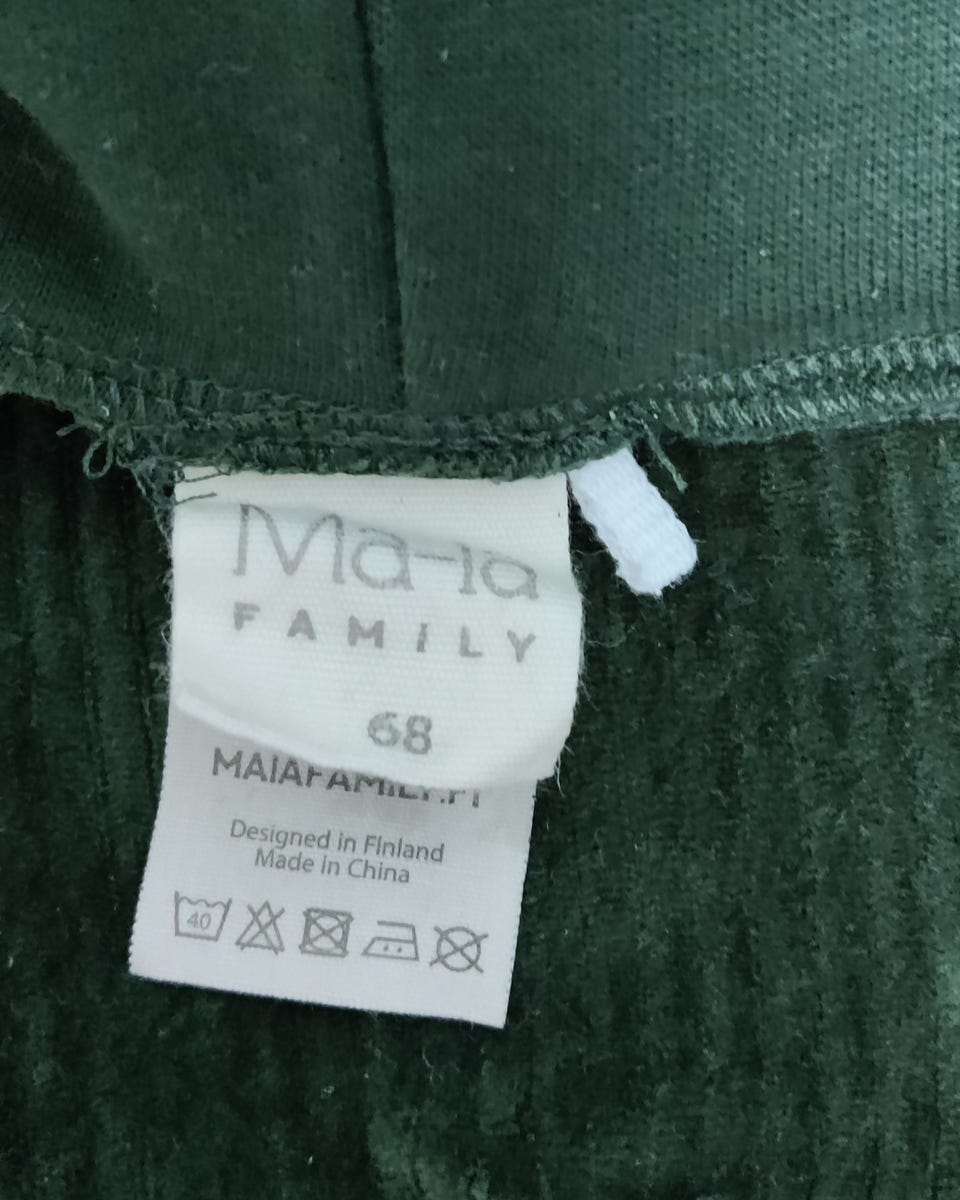 Ma-ia
FAMILY
68
MAIAFAMILY.FI
Designed in Finland
Made in China
40